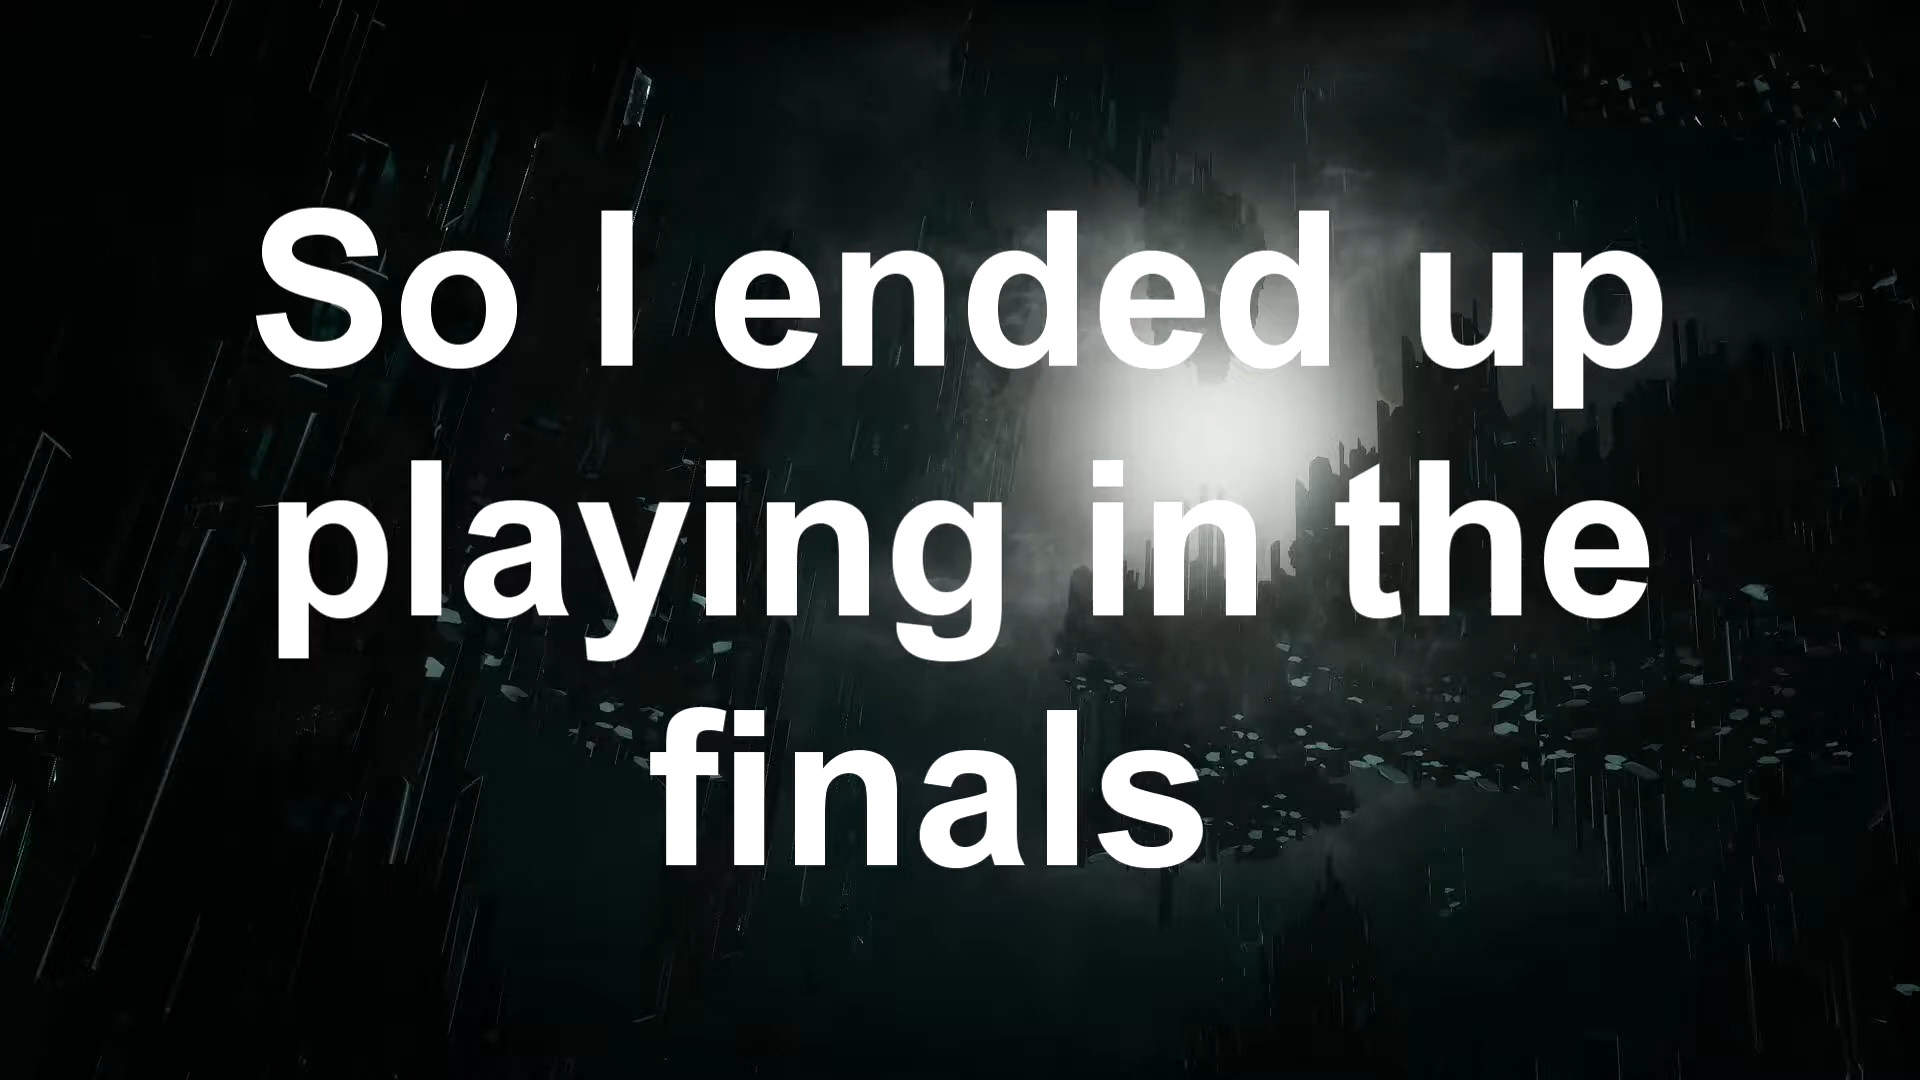 So I ended up
playing in the
finals